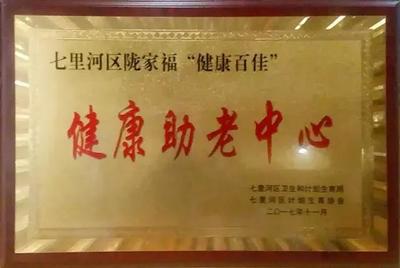 七里河区陇家福“健康百佳”
健康助老中心
七里河区卫生和计划生育局
七里河区计划生育协会
二〇一七年十一月